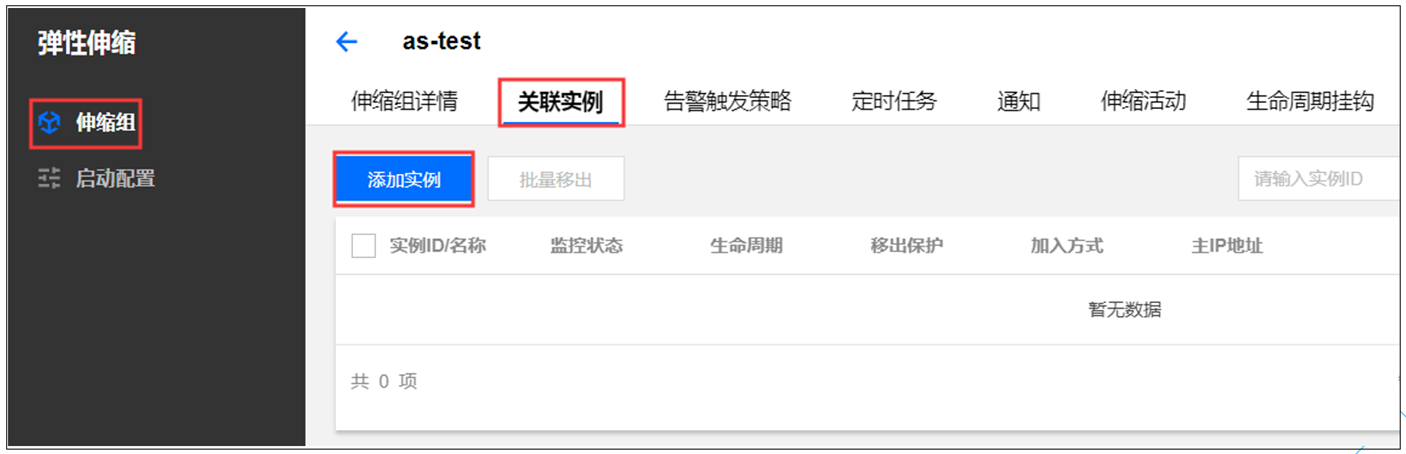 弹性伸缩
伸缩组
启动配置
as-test
伸缩组详情 关联实例 告警触发策略 定时任务 通知 伸缩活动 生命周期挂钩
添加实例 批量移出 请输入实例ID
实例ID/名称 监控状态 生命周期 移出保护 加入方式 主IP地址
暂无数据
共 0 项